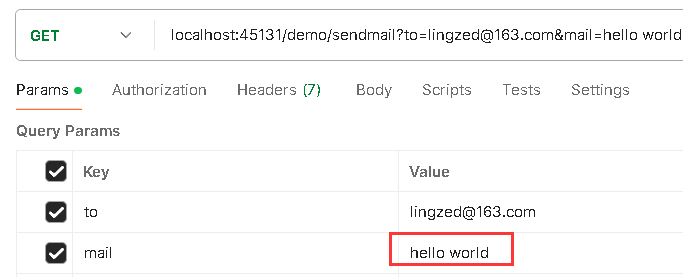 GET localhost:45131/demo/sendmail?to=lingzed@163.com&mail=hello world
Params Authorization Headers (7) Body Scripts Tests Settings
Query Params
Key Value
to lingzed@163.com
mail hello world